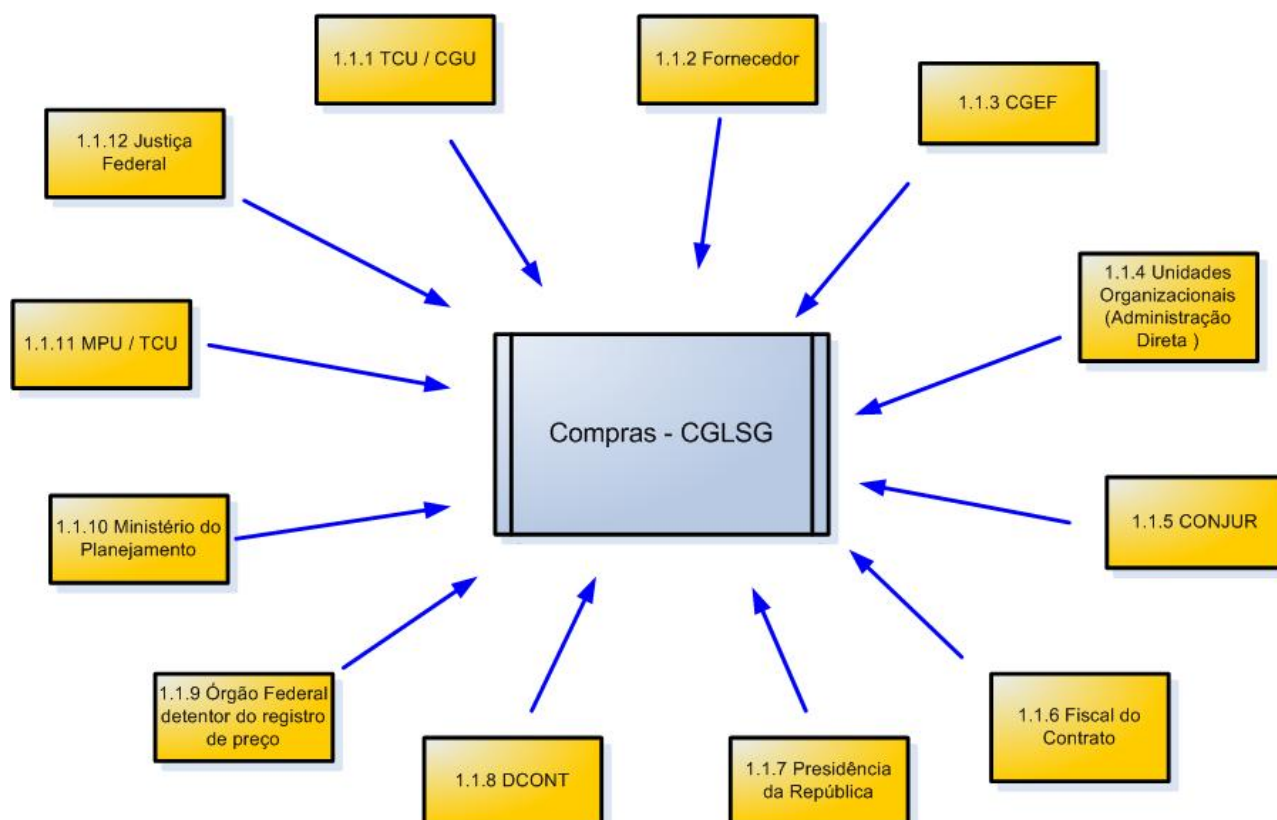 1.1.1 TCU / CGU
1.1.2 Fornecedor
1.1.3 CGEF
1.1.12 Justiça
Federal
1.1.4 Unidades
Organizacionais
(Administração
Direta )
1.1.11 MPU / TCU
Compras - CGLSG
1.1.10 Ministério do
Planejamento
1.1.5 CONJUR
1.1.9 Órgão Federal
detentor do registro
de preço
1.1.6 Fiscal do
Contrato
1.1.8 DCONT
1.1.7 Presidência
da República